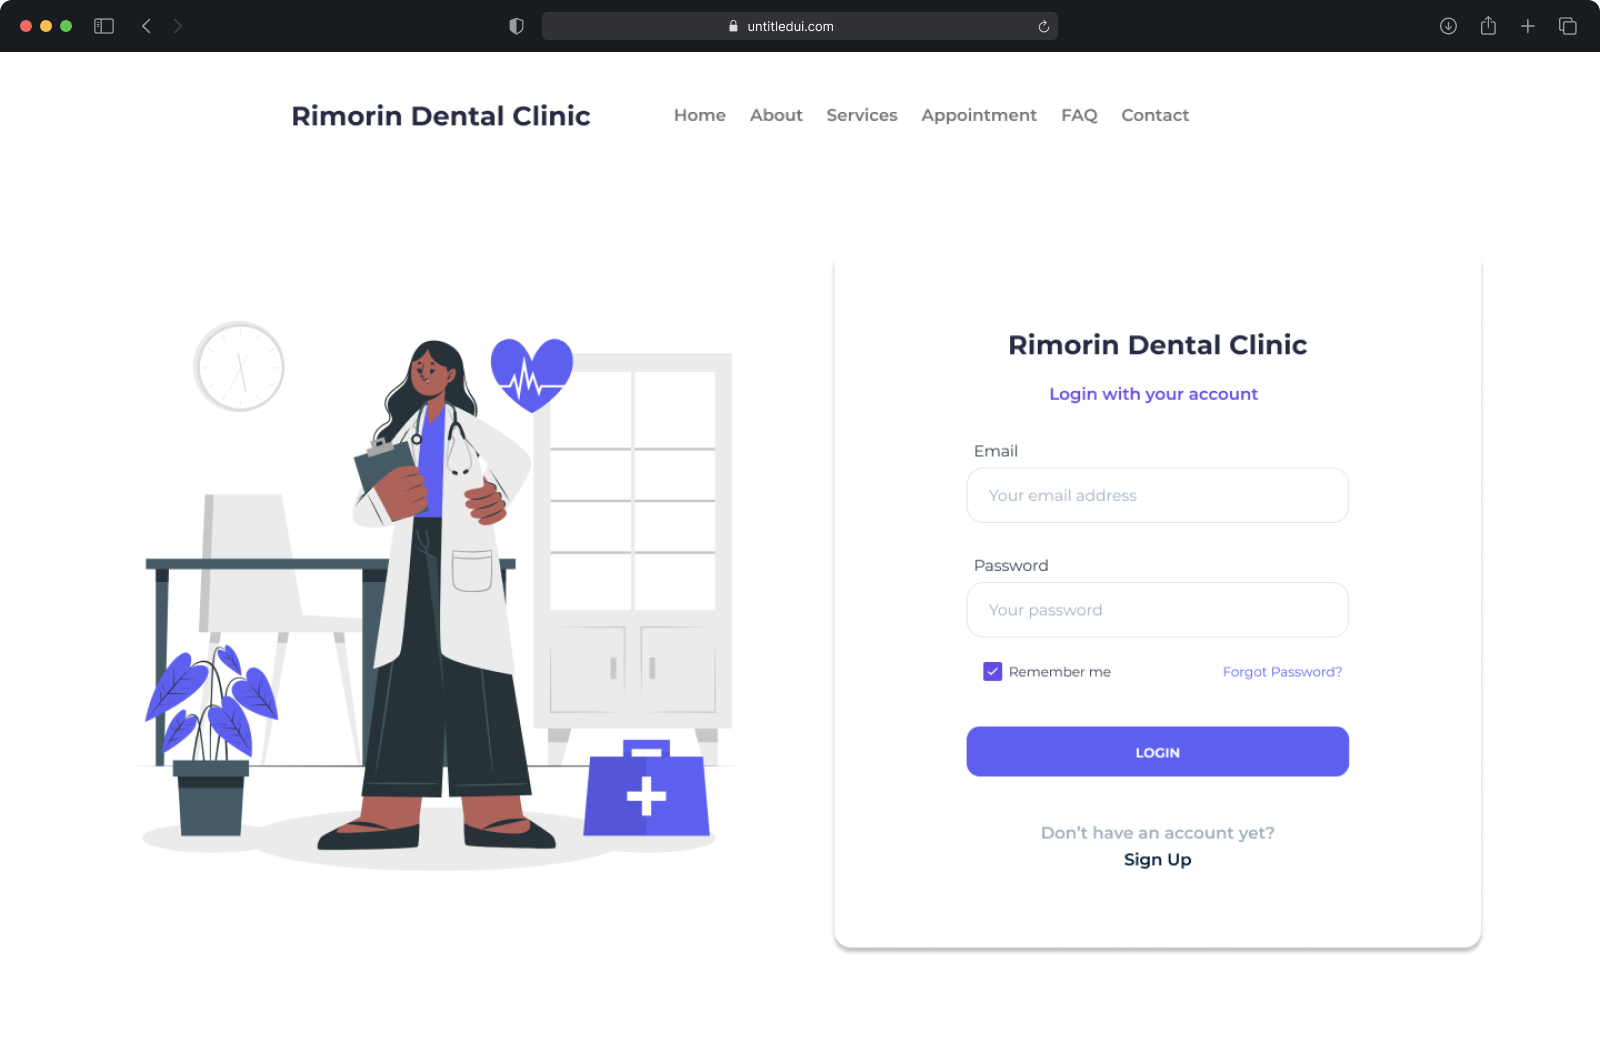 untitledui.com
Rimorin Dental Clinic
Home About Services Appointment FAQ Contact
Rimorin Dental Clinic
Login with your account
Email
Your email address
Password
Your password
Remember me Forgot Password?
LOGIN
Don’t have an account yet?
Sign Up